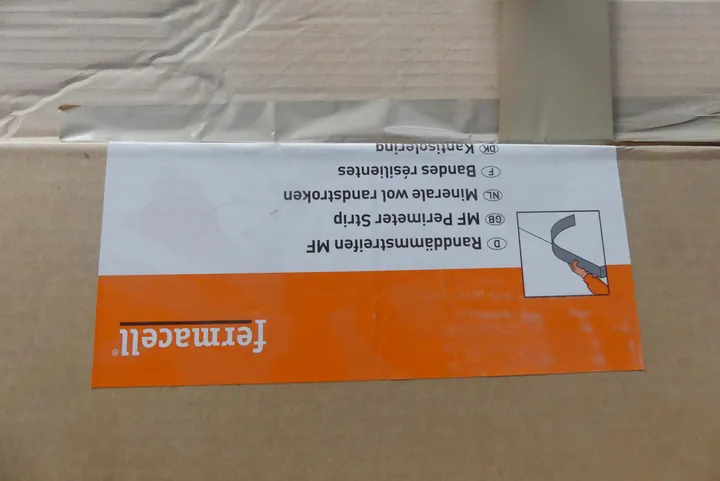 fermacell®
D Randdämmstreifen MF
GB MF Perimeter Strip
NL Minerale wol randstroken
F Bandes résilientes
DK Kantisolering